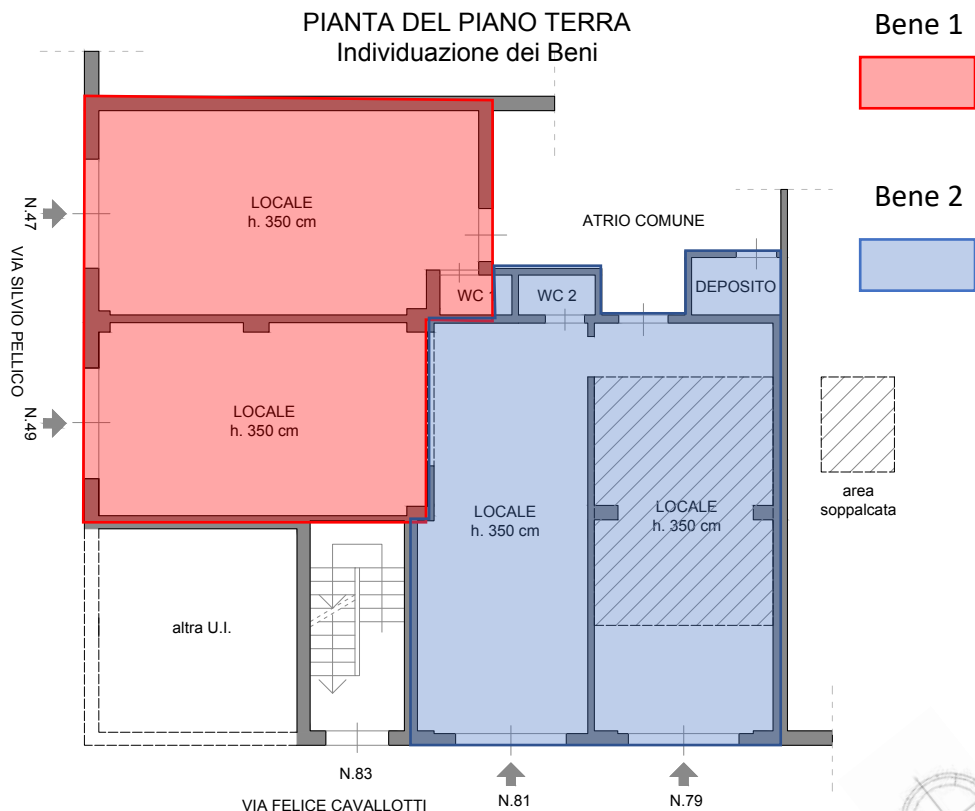 PIANTA DEL PIANO TERRA
Individuazione dei Beni
Bene 1
Bene 2
LOCALE
h. 350 cm
N.47
VIA SILVIO PELLICO
N.49
ATRIO COMUNE
WC 1
WC 2
DEPOSITO
LOCALE
h. 350 cm
LOCALE
h. 350 cm
LOCALE
h. 350 cm
area
soppalcata
altra U.I.
N.83
VIA FELICE CAVALLOTTI
N.81
N.79